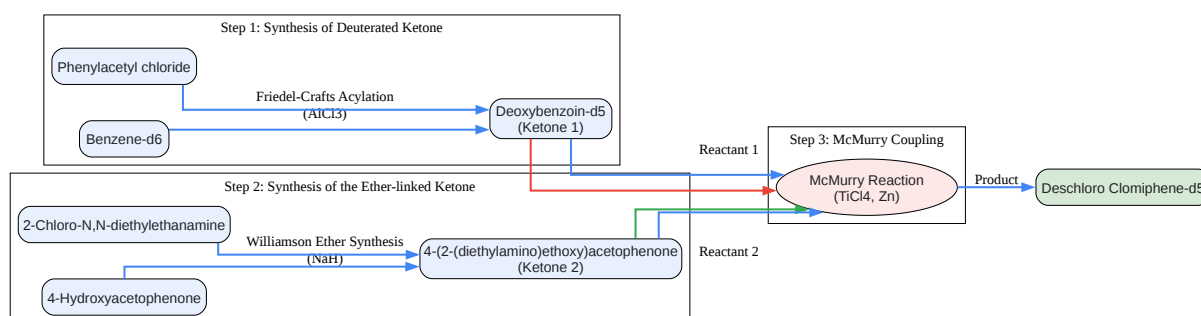 Step 1: Synthesis of Deuterated Ketone
Phenylacetyl chloride
Friedel-Crafts Acylation
(AlCl3)
Benzene-d6
Deoxybenzoin-d5
(Ketone 1)
Step 2: Synthesis of the Ether-linked Ketone
2-Chloro-N,N-diethylethanamine
Williamson Ether Synthesis
(NaH)
4-Hydroxyacetophenone
4-(2-(diethylamino)ethoxy)acetophenone
(Ketone 2)
Reactant 1
Reactant 2
Step 3: McMurry Coupling
McMurry Reaction
(TiCl4, Zn)
Product
Deschloro Clomiphene-d5